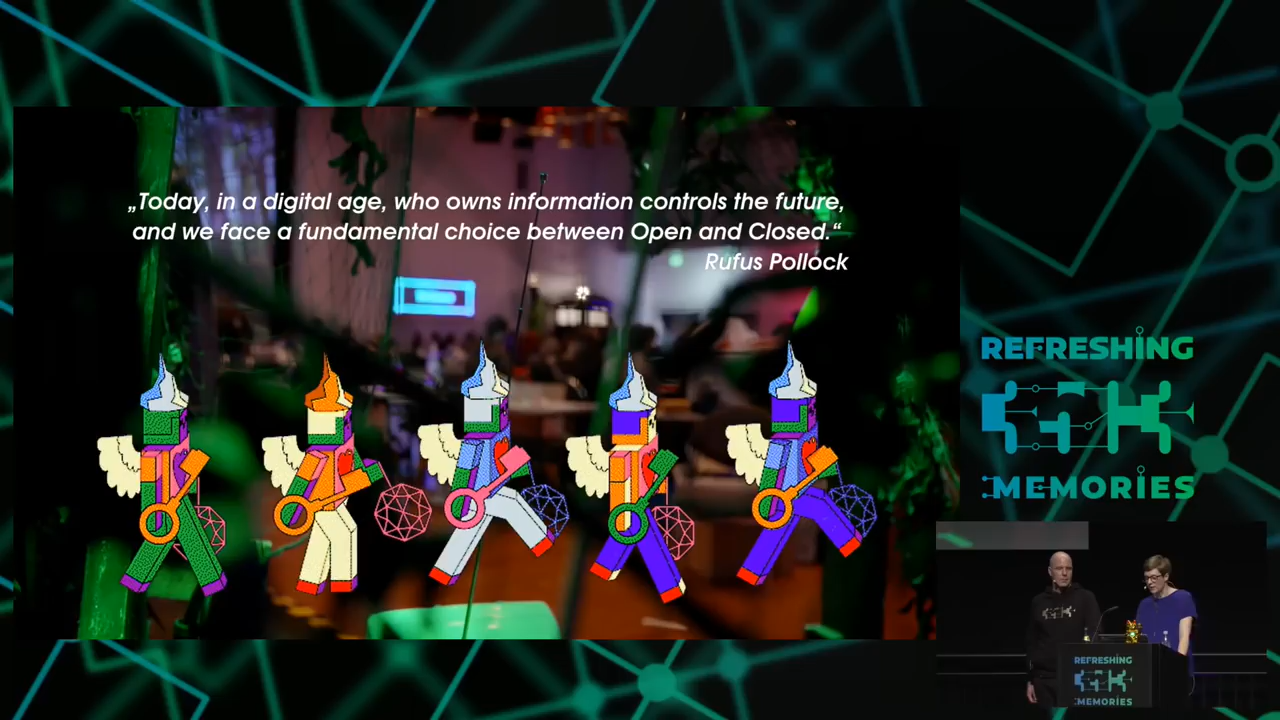 „Today, in a digital age, who owns information controls the future,
and we face a fundamental choice between Open and Closed.“
Rufus Pollock
REFRESHING
MEMORIES
REFRESHING
MEMORIES